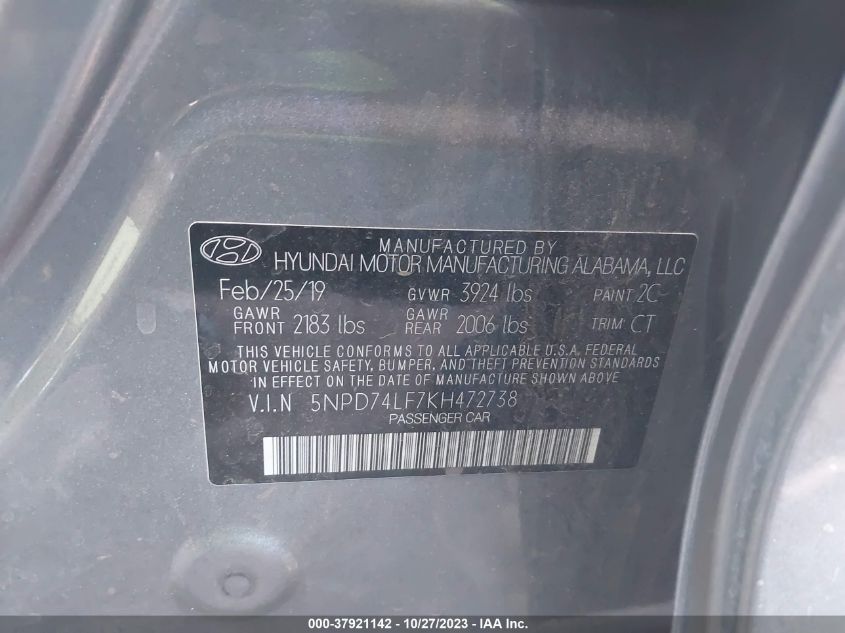 MANUFACTURED BY
HYUNDAI MOTOR MANUFACTURING ALABAMA, LLC
Feb/25/19 GVWR 3924 lbs PAINT 2C
GAWR FRONT 2183 lbs GAWR REAR 2006 lbs TRIM CT
THIS VEHICLE CONFORMS TO ALL APPLICABLE U.S.A. FEDERAL
MOTOR VEHICLE SAFETY, BUMPER, AND THEFT PREVENTION STANDARDS
IN EFFECT ON THE DATE OF MANUFACTURE SHOWN ABOVE
V.I.N 5NPD74LF7KH472738
PASSENGER CAR
000-37921142 - 10/27/2023 - IAA Inc.